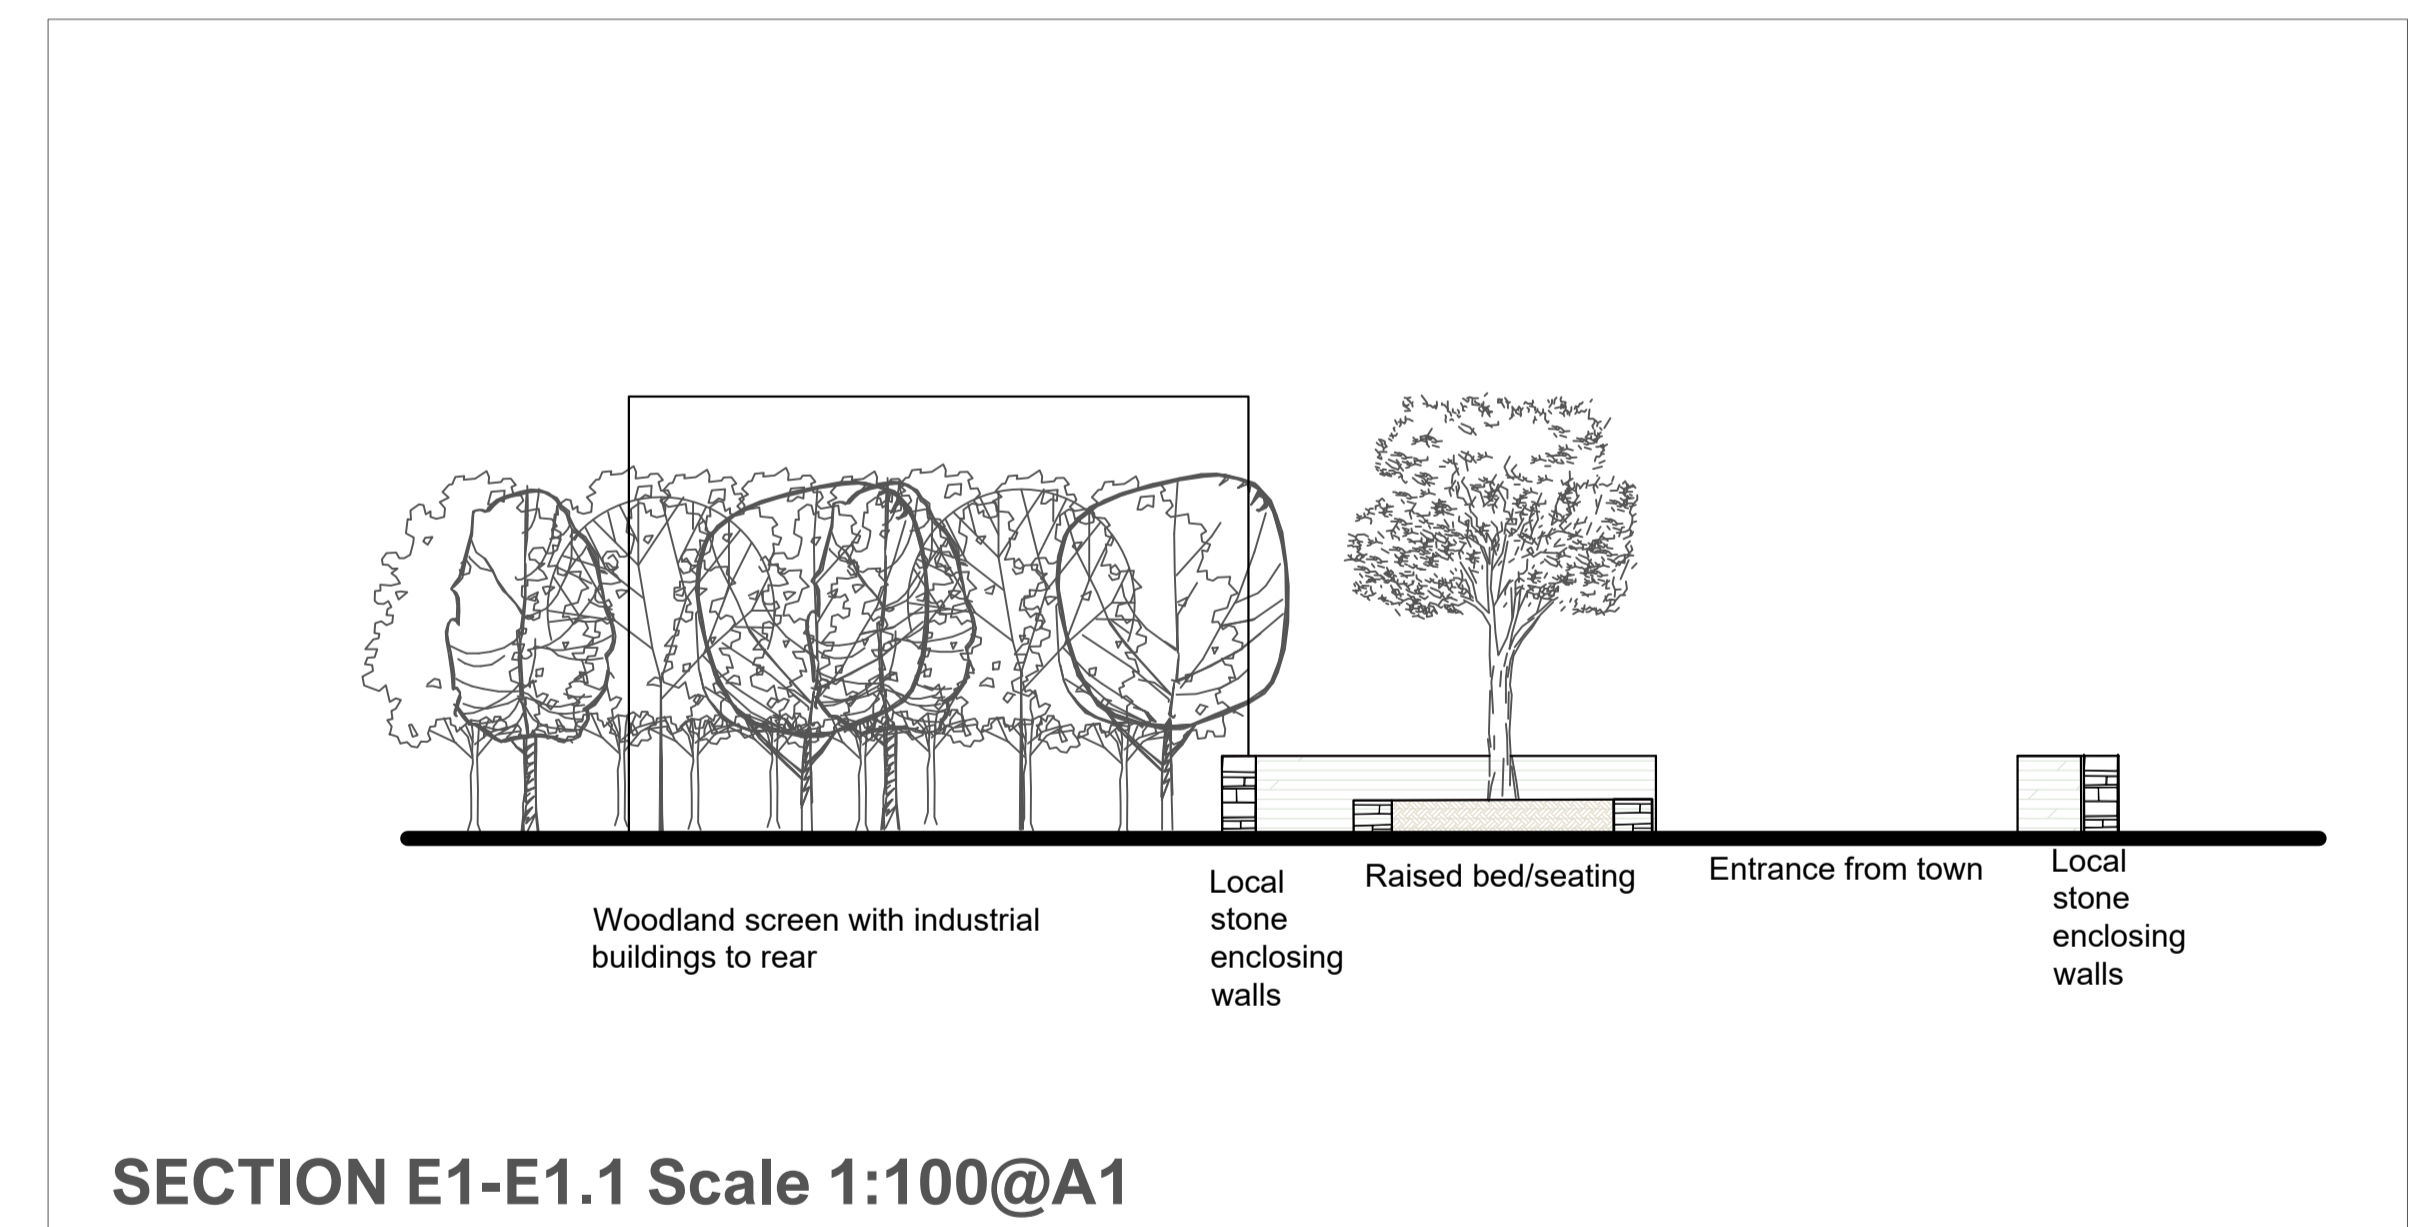 Woodland screen with industrial
buildings to rear
Local
stone
enclosing
walls
Raised bed/seating
Entrance from town
Local
stone
enclosing
walls
SECTION E1-E1.1 Scale 1:100@A1